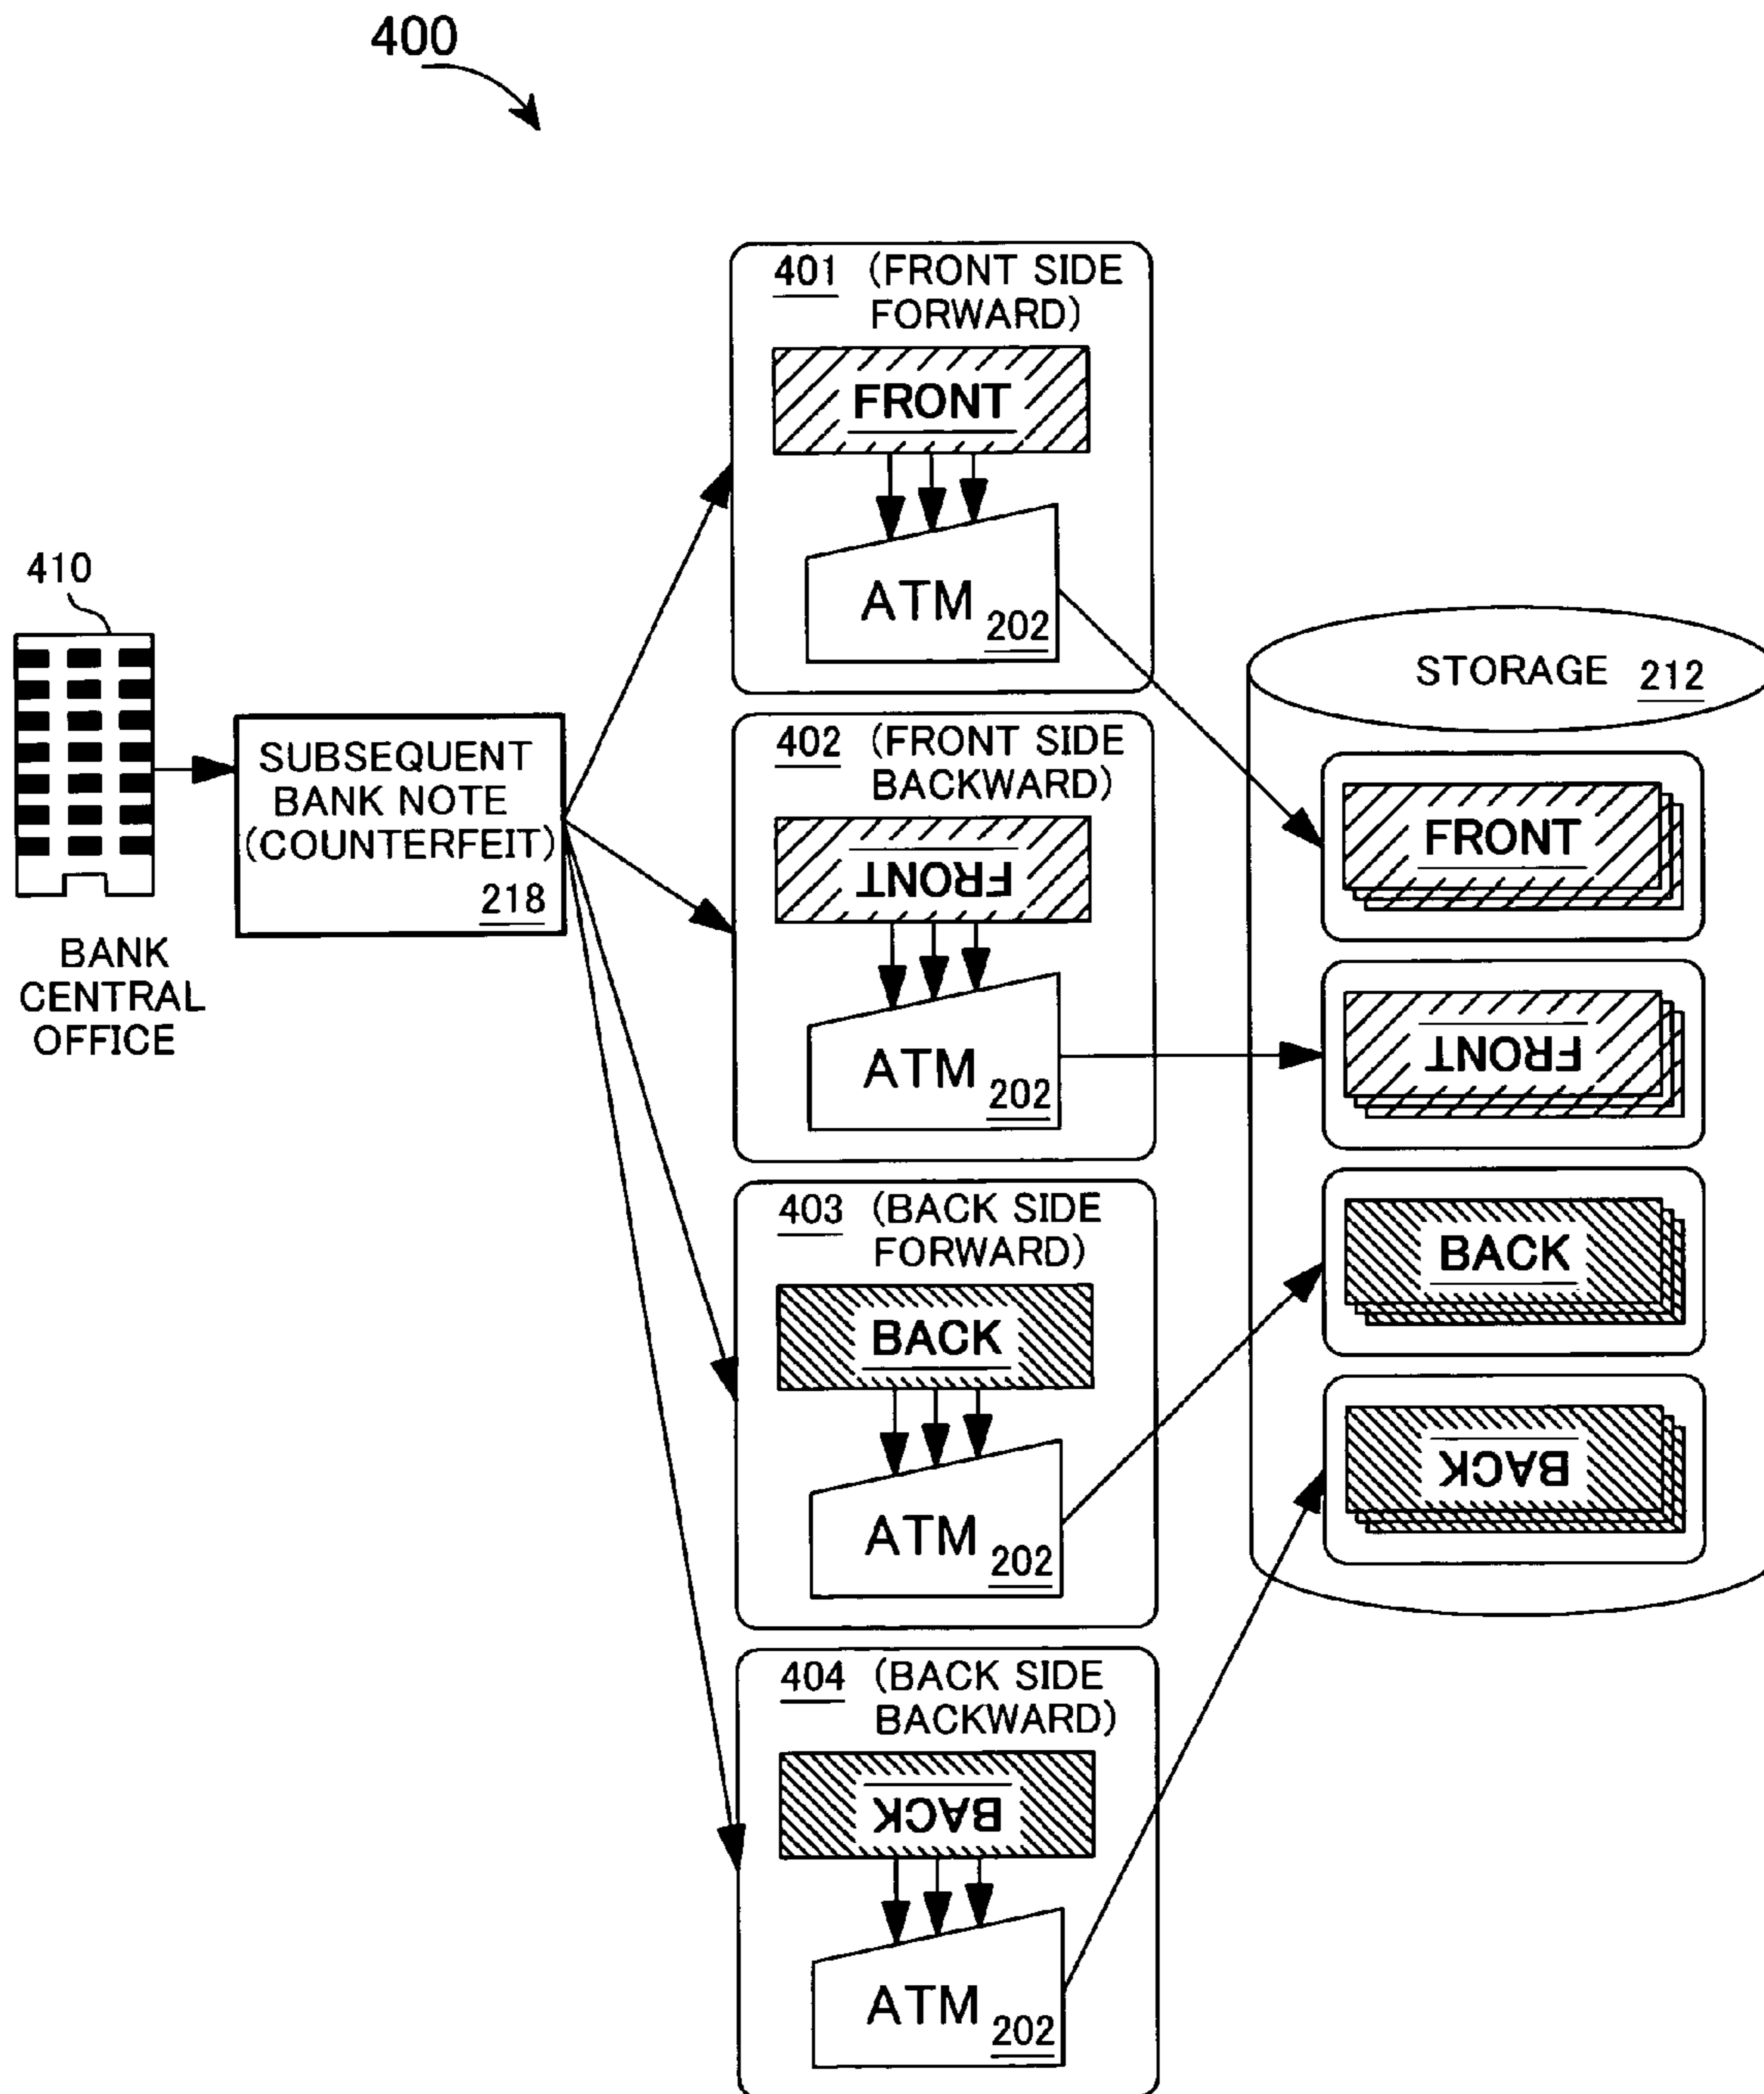 400
410
BANK
CENTRAL
OFFICE
SUBSEQUENT
BANK NOTE
(COUNTERFEIT)
218
401 (FRONT SIDE
FORWARD)
FRONT
ATM 202
402 (FRONT SIDE
BACKWARD)
FRONT
ATM 202
403 (BACK SIDE
FORWARD)
BACK
ATM 202
404 (BACK SIDE
BACKWARD)
BACK
ATM 202
STORAGE 212
FRONT
FRONT
BACK
BACK